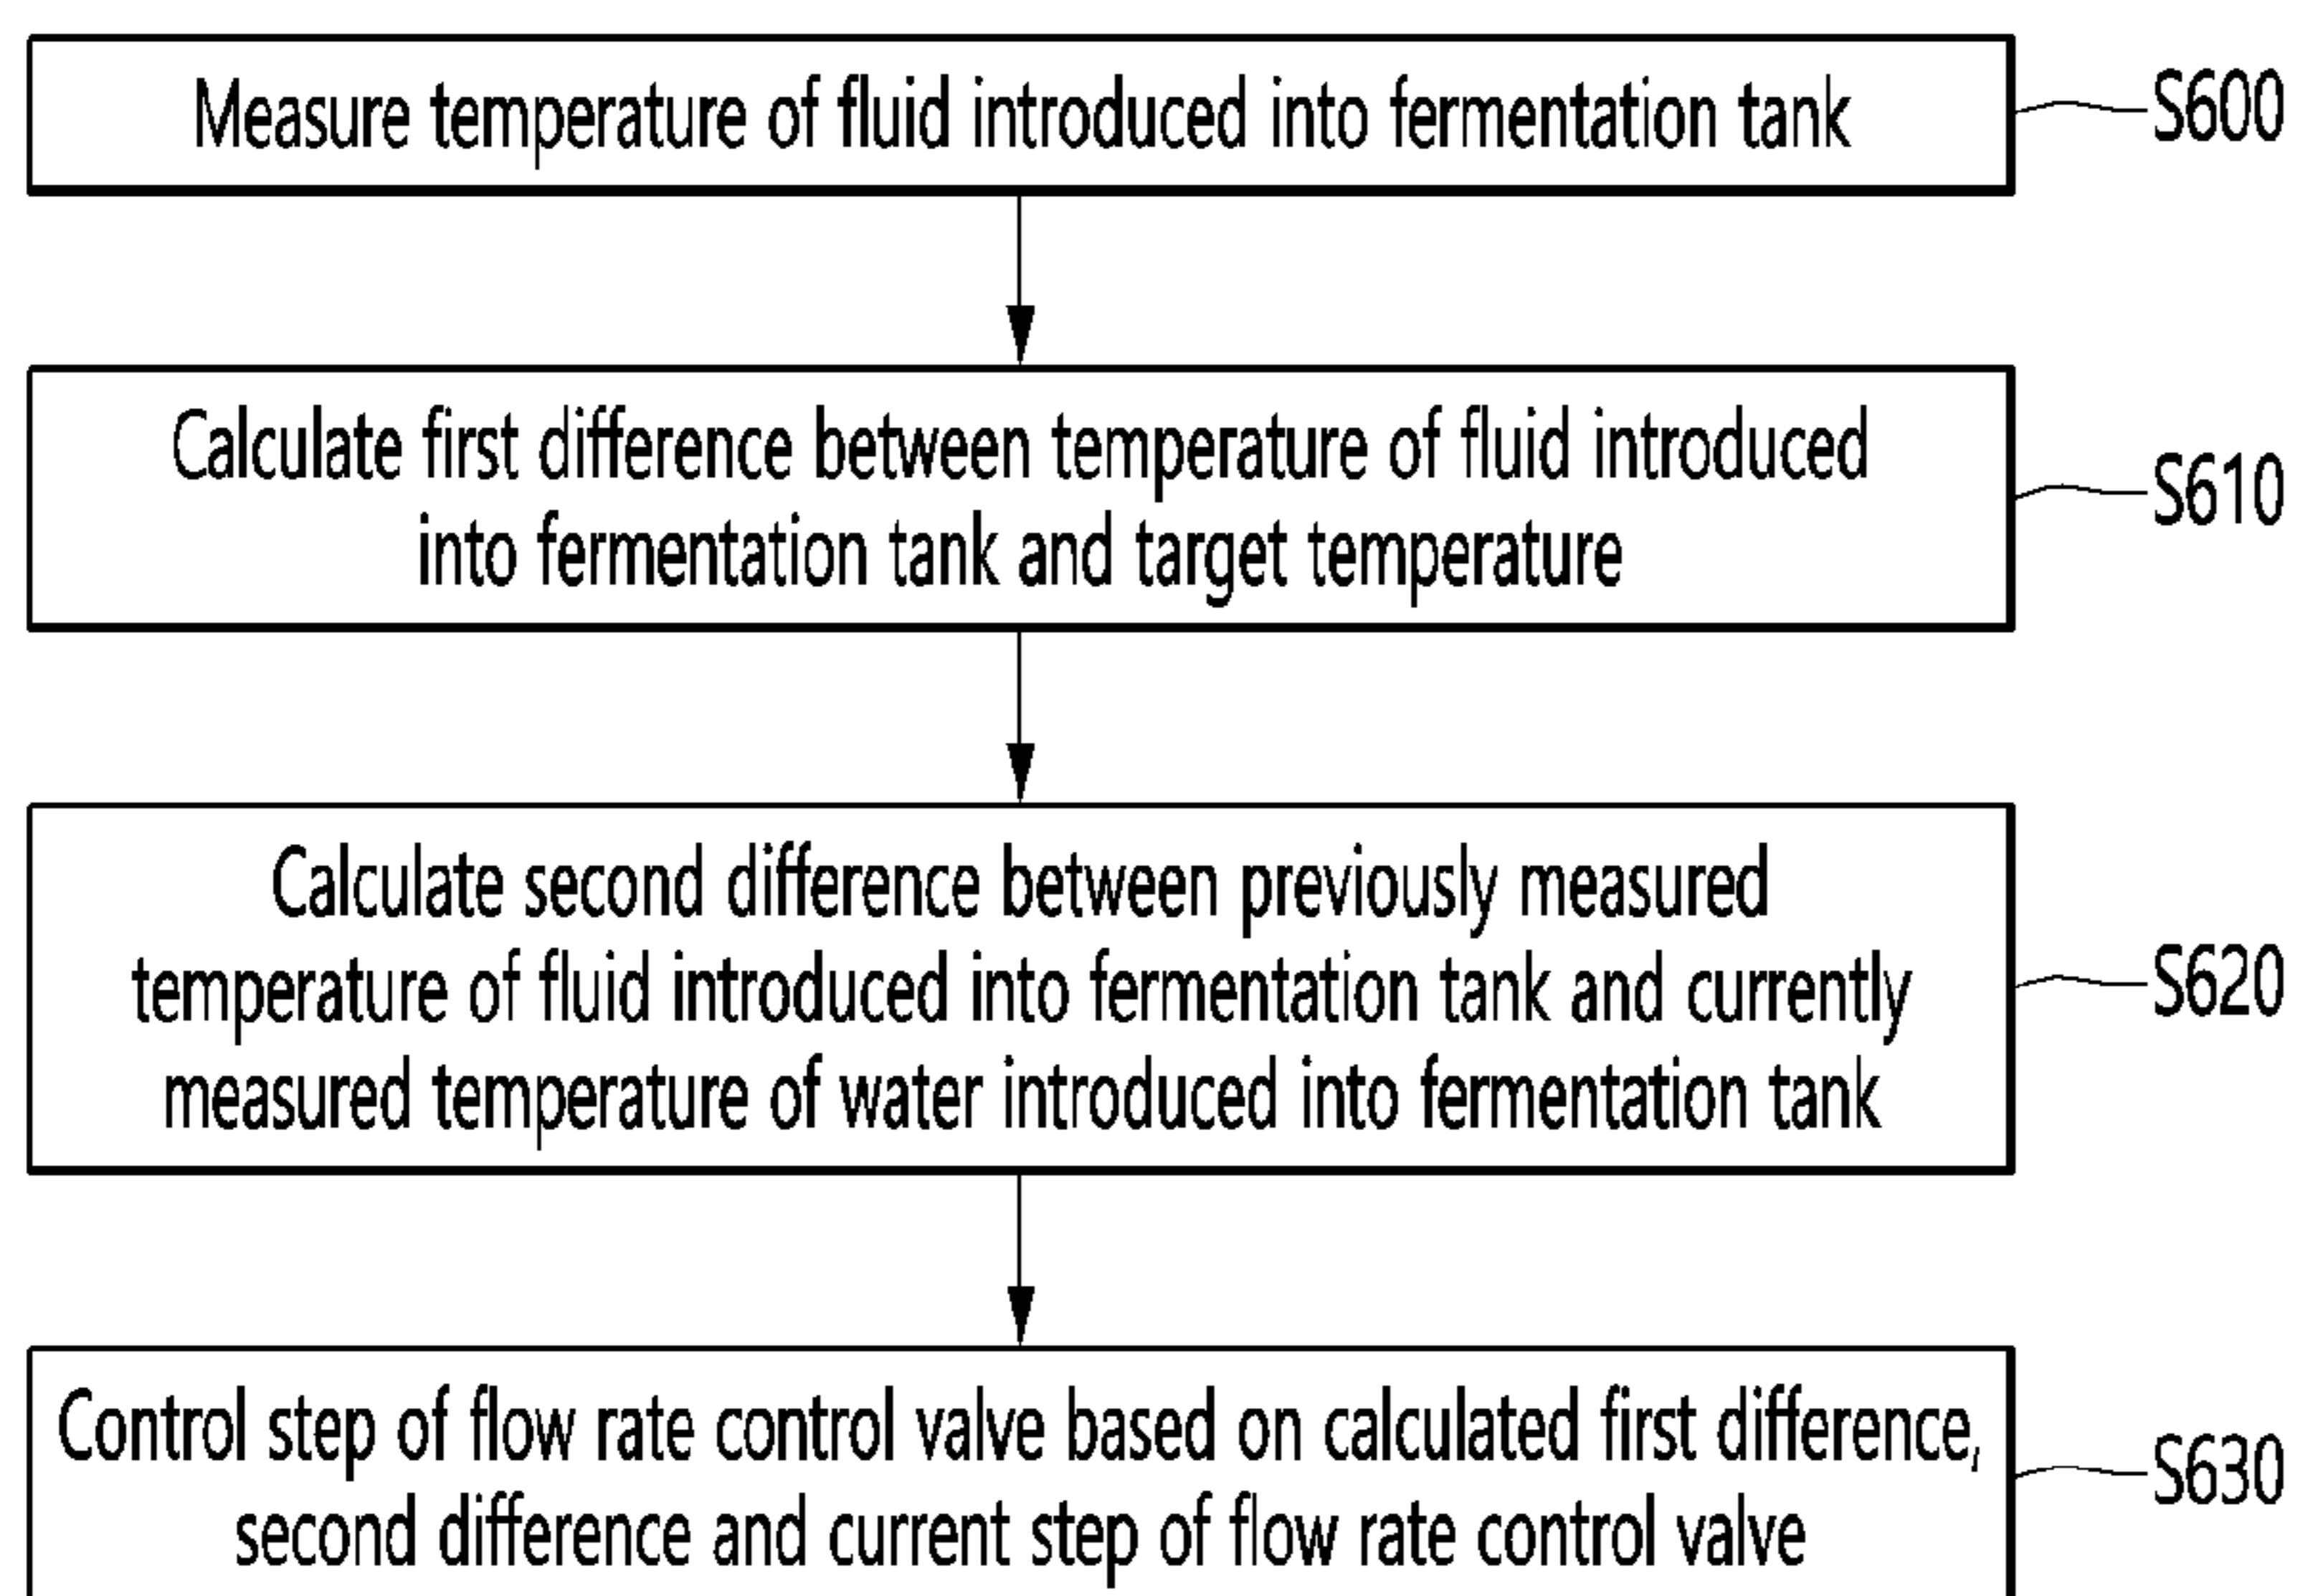 Measure temperature of fluid introduced into fermentation tank
S600
Calculate first difference between temperature of fluid introduced
into fermentation tank and target temperature
S610
Calculate second difference between previously measured
temperature of fluid introduced into fermentation tank and currently
measured temperature of water introduced into fermentation tank
S620
Control step of flow rate control valve based on calculated first difference,
second difference and current step of flow rate control valve
S630